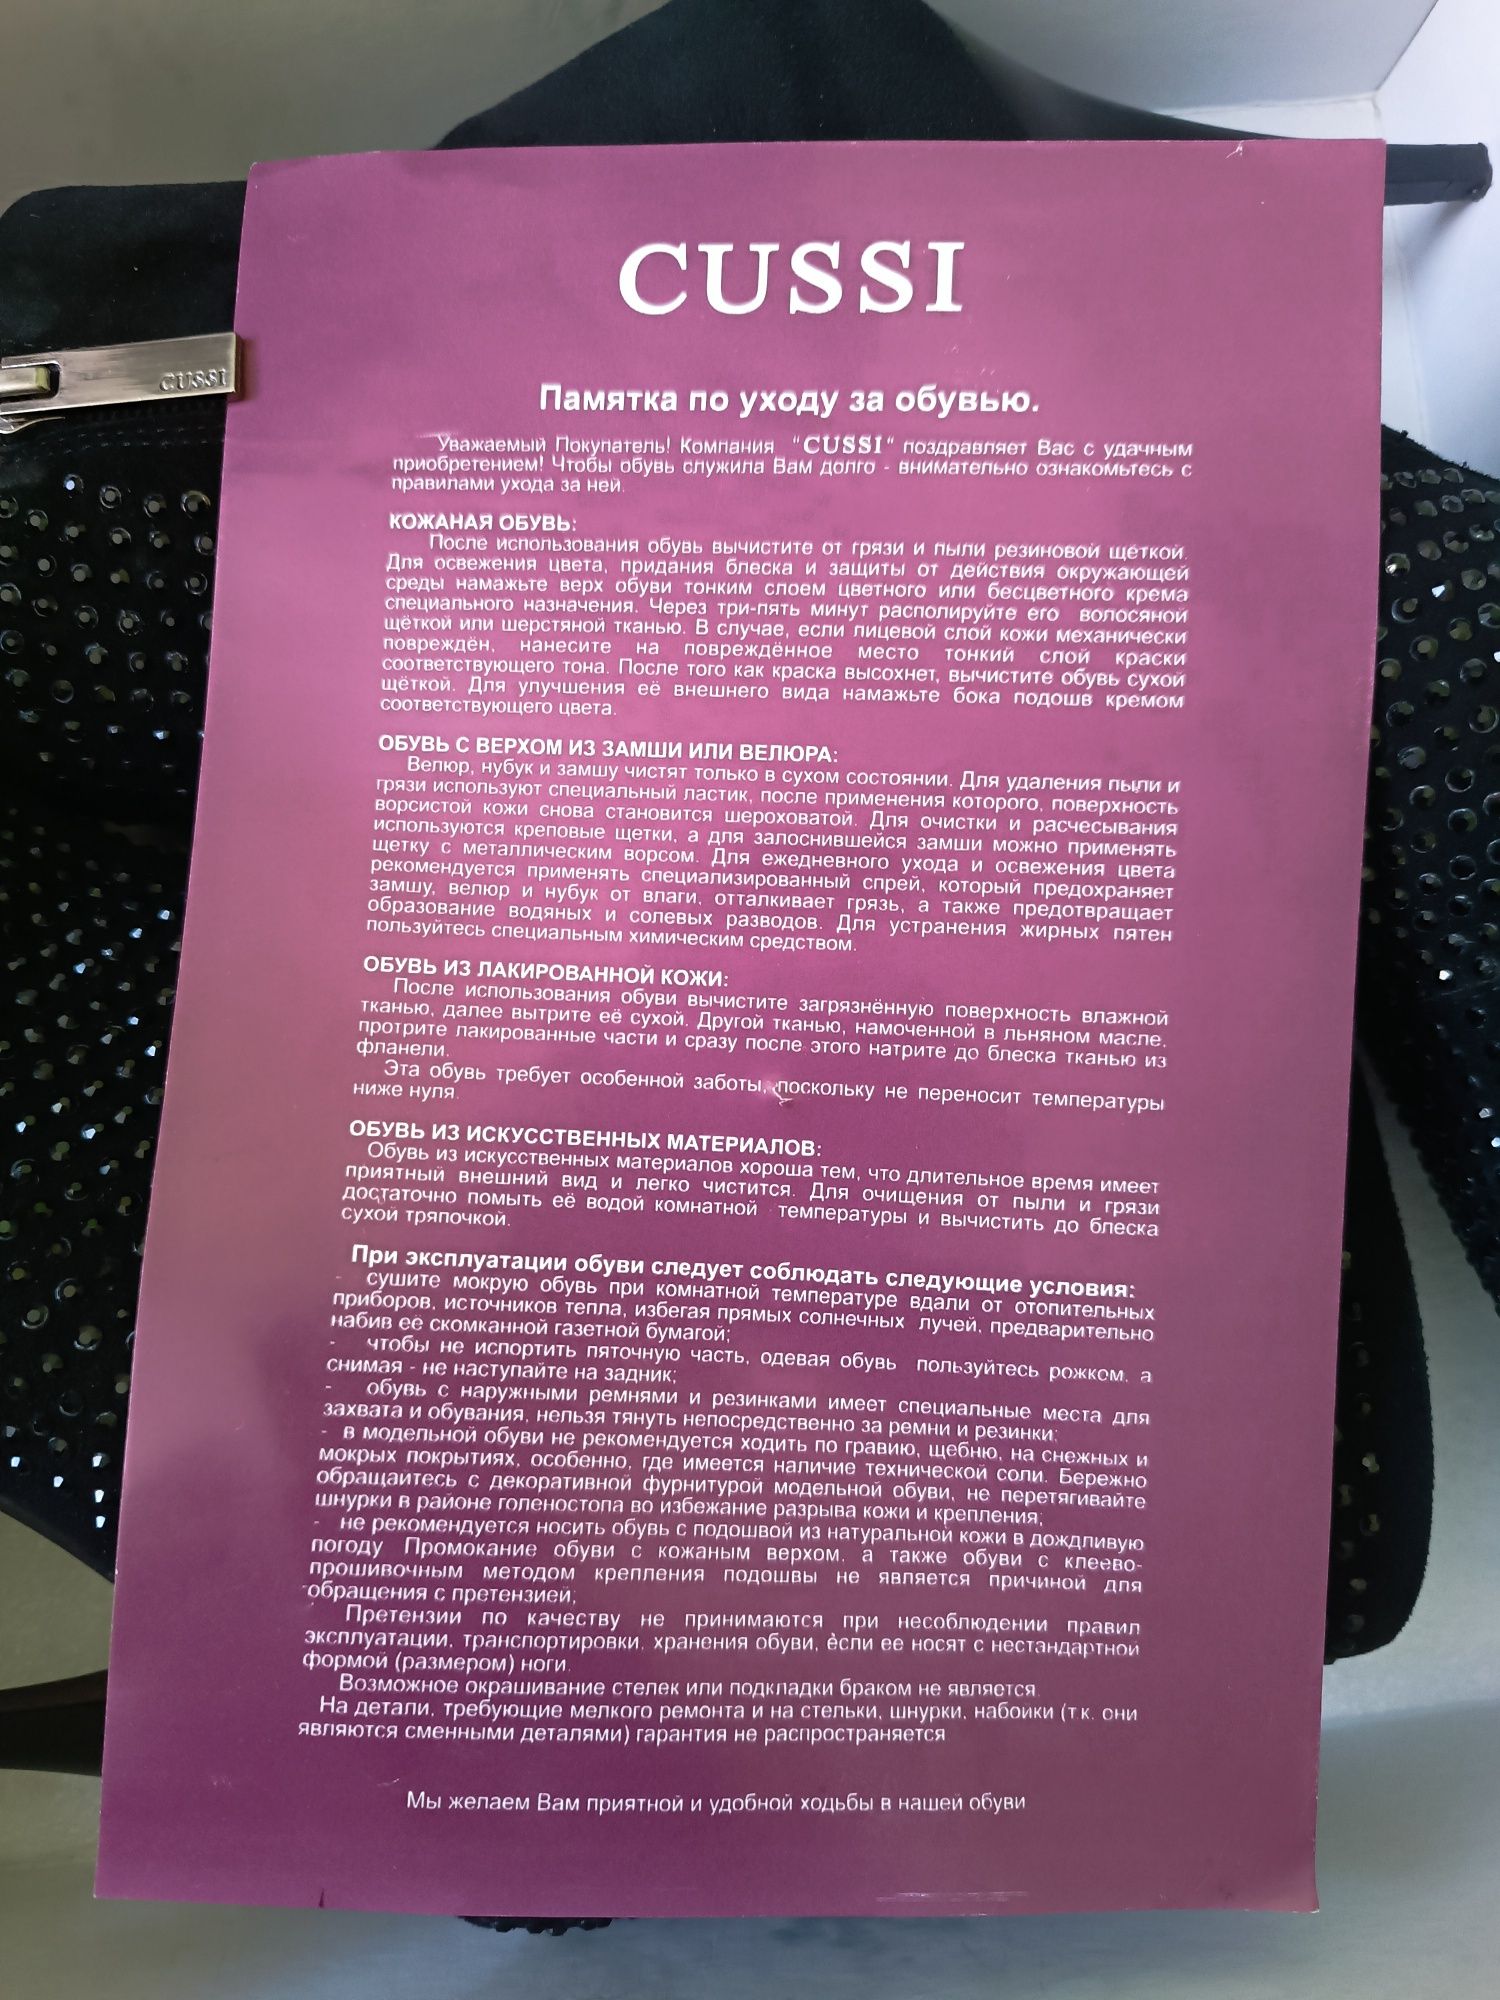 CUSSI
CUSSI
Памятка по уходу за обувью.
Уважаемый Покупатель! Компания "CUSSI" поздравляет Вас с удачным
приобретением! Чтобы обувь служила Вам долго - внимательно ознакомьтесь с
правилами ухода за ней.
КОЖАНАЯ ОБУВЬ:
После использования обувь вычистите от грязи и пыли резиновой щёткой.
Для освежения цвета, придания блеска и защиты от действия окружающей
среды намажьте верх обуви тонким слоем цветного или бесцветного крема
специального назначения. Через три-пять минут располируйте его волосяной
щёткой или шерстяной тканью. В случае, если лицевой слой кожи механически
повреждён, нанесите на повреждённое место тонкий слой краски
соответствующего тона. После того как краска высохнет, вычистите обувь сухой
щёткой. Для улучшения её внешнего вида намажьте бока подошв кремом
соответствующего цвета.
ОБУВЬ С ВЕРХОМ ИЗ ЗАМШИ ИЛИ ВЕЛЮРА:
Велюр, нубук и замшу чистят только в сухом состоянии. Для удаления пыли и
грязи используют специальный ластик, после применения которого, поверхность
ворсистой кожи снова становится шероховатой. Для очистки и расчесывания
используются креповые щетки, а для залоснившейся замши можно применять
щетку с металлическим ворсом. Для ежедневного ухода и освежения цвета
рекомендуется применять специализированный спрей, который предохраняет
замшу, велюр и нубук от влаги, отталкивает грязь, а также предотвращает
образование водяных и солевых разводов. Для устранения жирных пятен
пользуйтесь специальным химическим средством.
ОБУВЬ ИЗ ЛАКИРОВАННОЙ КОЖИ:
После использования обуви вычистите загрязнённую поверхность влажной
тканью, далее вытрите её сухой. Другой тканью, намоченной в льняном масле,
протрите лакированные части и сразу после этого натрите до блеска тканью из
фланели.
Эта обувь требует особенной заботы, поскольку не переносит температуры
ниже нуля.
ОБУВЬ ИЗ ИСКУССТВЕННЫХ МАТЕРИАЛОВ:
Обувь из искусственных материалов хороша тем, что длительное время имеет
приятный внешний вид и легко чистится. Для очищения от пыли и грязи
достаточно помыть её водой комнатной температуры и вычистить до блеска
сухой тряпочкой.
При эксплуатации обуви следует соблюдать следующие условия:
- сушите мокрую обувь при комнатной температуре вдали от отопительных
приборов, источников тепла, избегая прямых солнечных лучей, предварительно
набив её скомканной газетной бумагой;
- чтобы не испортить пяточную часть, одевая обувь пользуйтесь рожком, а
снимая - не наступайте на задник;
- обувь с наружными ремнями и резинками имеет специальные места для
захвата и обувания, нельзя тянуть непосредственно за ремни и резинки;
- в модельной обуви не рекомендуется ходить по гравию, щебню, на снежных и
мокрых покрытиях, особенно, где имеется наличие технической соли. Бережно
обращайтесь с декоративной фурнитурой модельной обуви, не перетягивайте
шнурки в районе голеностопа во избежание разрыва кожи и крепления;
- не рекомендуется носить обувь с подошвой из натуральной кожи в дождливую
погоду Промокание обуви с кожаным верхом, а также обуви с клеево-
прошивочным методом крепления подошвы не является причиной для
обращения с претензией;
Претензии по качеству не принимаются при несоблюдении правил
эксплуатации, транспортировки, хранения обуви, если ее носят с нестандартной
формой (размером) ноги.
Возможное окрашивание стелек или подкладки браком не является.
На детали, требующие мелкого ремонта и на стельки, шнурки, набойки (т.к. они
являются сменными деталями) гарантия не распространяется
Мы желаем Вам приятной и удобной ходьбы в нашей обуви